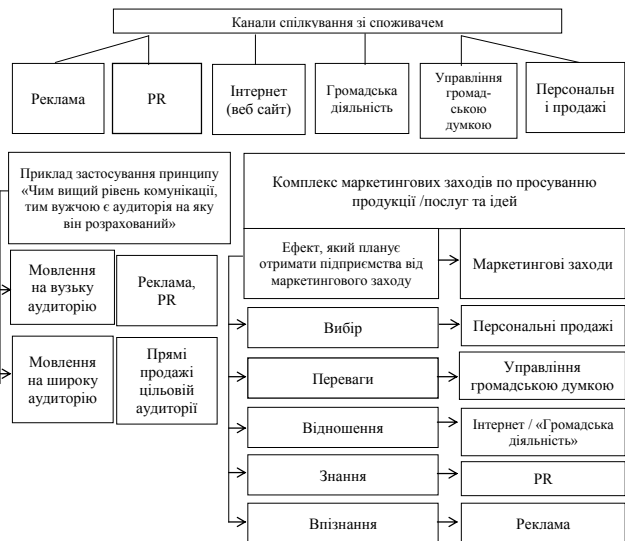 Канали спілкування зі споживачем
Реклама
PR
Інтернет
(веб сайт)
Громадська
діяльність
Управління
громад-
ською
думкою
Персональн
і продажі
Приклад застосування принципу
«Чим вищий рівень комунікації,
тим вужчою є аудиторія на яку
він розрахований»
Мовлення
на вузьку
аудиторію
Реклама,
PR
Мовлення
на широку
аудиторію
Прямі
продажі
цільовій
аудиторії
Комплекс маркетингових заходів по просуванню
продукції /послуг та ідей
Ефект, який планує
отримати підприємства від
маркетингового заходу
Маркетингові заходи
Вибір
Персональні продажі
Переваги
Управління
громадською думкою
Відношення
Інтернет / «Громадська
діяльність»
Знання
PR
Впізнання
Реклама